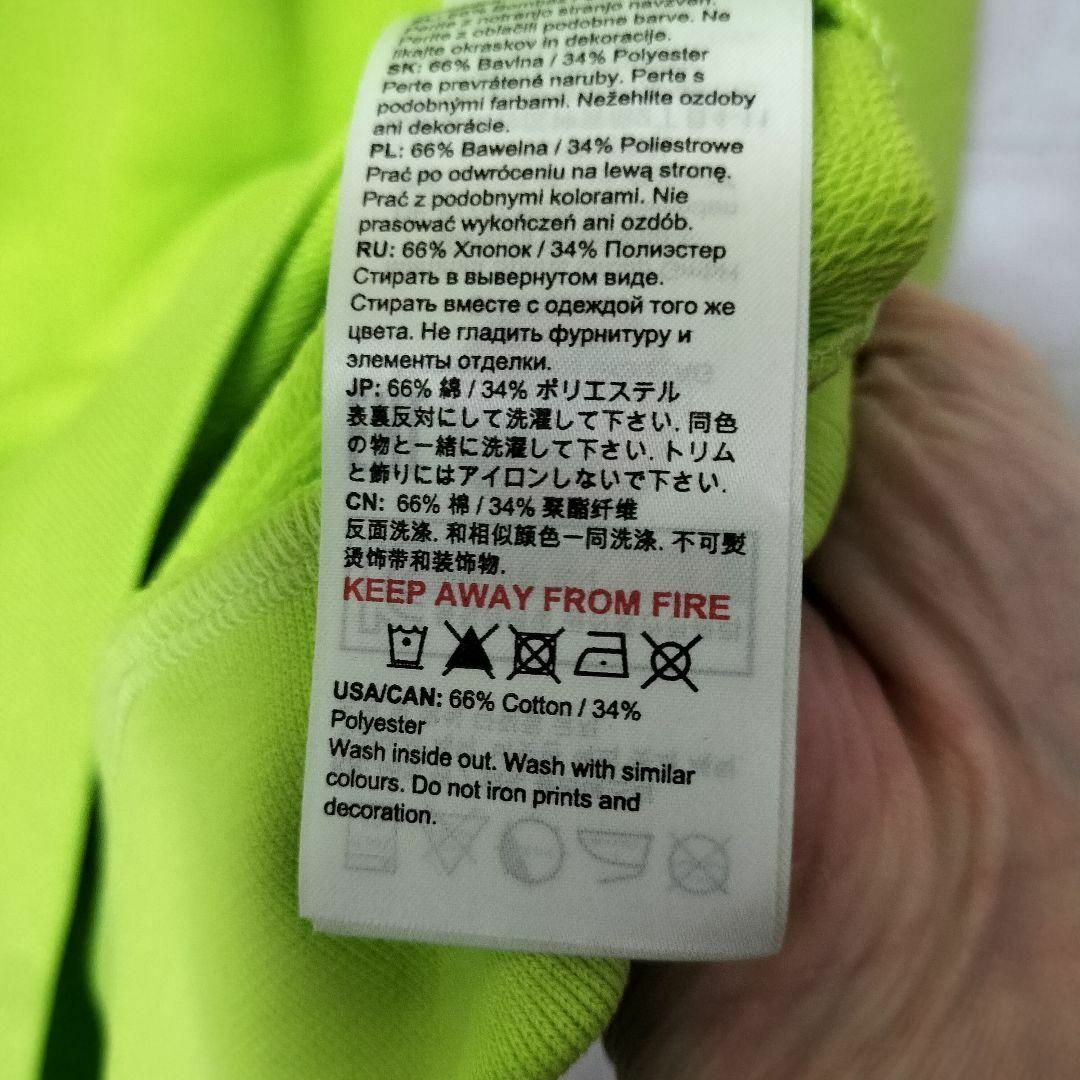 Perite z notranjo stranjo navzven.
Perite z oblačili podobne barve. Ne
likajte okraskov in dekoracije.
SK: 66% Bavlna / 34% Polyester
Perte prevrátené naruby. Perte s
podobnými farbami. Nežehlite ozdoby
ani dekorácie.
PL: 66% Bawełna / 34% Poliestrowe
Prać po odwróceniu na lewą stronę.
Prać z podobnymi kolorami. Nie
prasować wykończeń ani ozdób.
RU: 66% Хлопок / 34% Полиэстер
Стирать в вывернутом виде.
Стирать вместе с одеждой того же
цвета. Не гладить фурнитуру и
элементы отделки.
JP: 66% 綿 / 34% ポリエステル
表裏反対にして洗濯して下さい. 同色
の物と一緒に洗濯して下さい. トリム
と飾りにはアイロンしないで下さい.
CN: 66% 棉 / 34% 聚酯纤维
反面洗涤. 和相似颜色一同洗涤. 不可熨
烫饰带和装饰物.
KEEP AWAY FROM FIRE
USA/CAN: 66% Cotton / 34%
Polyester
Wash inside out. Wash with similar
colours. Do not iron prints and
decoration.